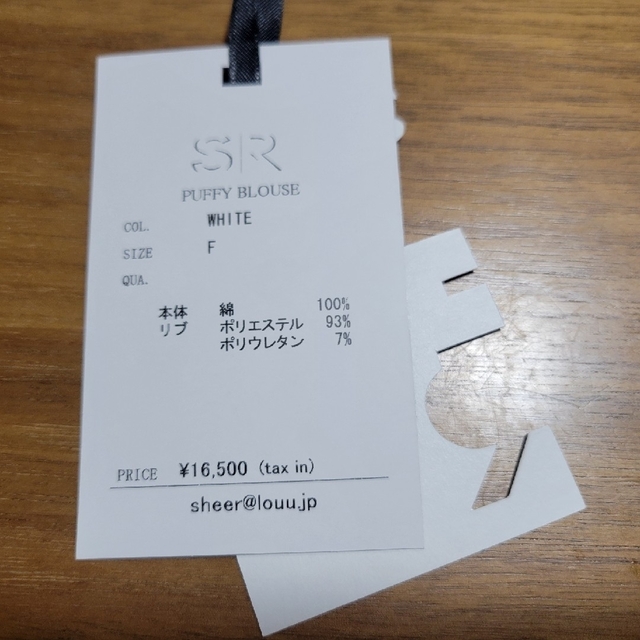 S|R
PUFFY BLOUSE
COL. WHITE
SIZE F
QUA.
本体 綿 100%
リブ ポリエステル 93%
ポリウレタン 7%
PRICE ¥16,500 (tax in)
sheer@louu.jp